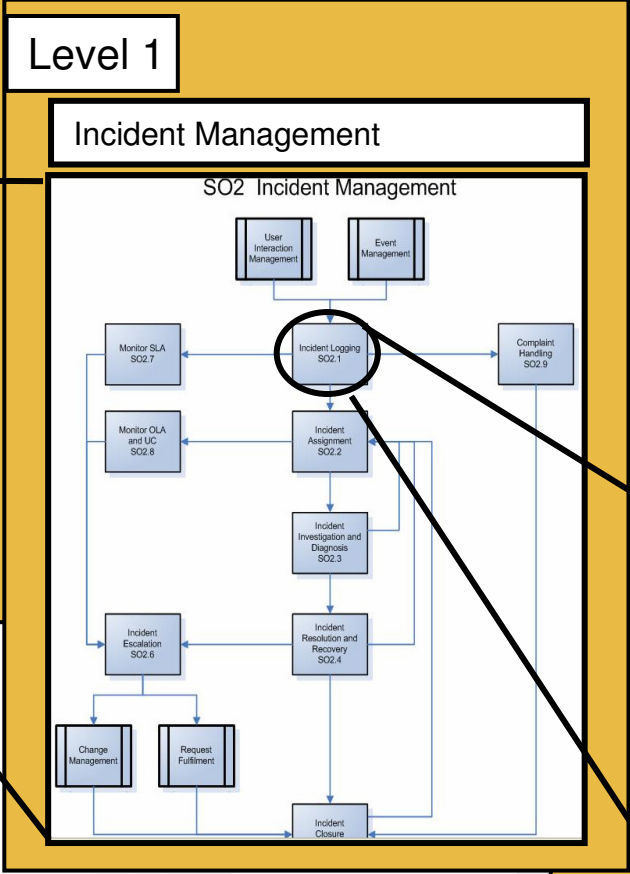 Level 1
Incident Management
SO2 Incident Management
User
Interaction
Management
Event
Management
Monitor SLA
SO2.7
Incident Logging
SO2.1
Complaint
Handling
SO2.9
Monitor OLA
and UC
SO2.8
Incident
Assignment
SO2.2
Incident
Investigation and
Diagnosis
SO2.3
Incident
Escalation
SO2.6
Incident
Resolution and
Recovery
SO2.4
Change
Management
Request
Fulfilment
Incident
Closure